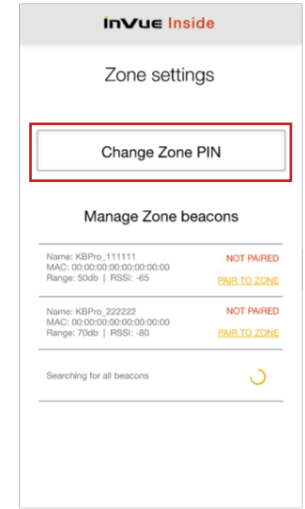 InVue Inside
Zone settings
Change Zone PIN
Manage Zone beacons
Name: KBPro_111111
NOT PAIRED
MAC: 00:00:00:00:00:00:00:00
Range: 50db | RSSI: -65
PAIR TO ZONE
Name: KBPro_222222
NOT PAIRED
MAC: 00:00:00:00:00:00:00:00
Range: 70db | RSSI: -80
PAIR TO ZONE
Searching for all beacons